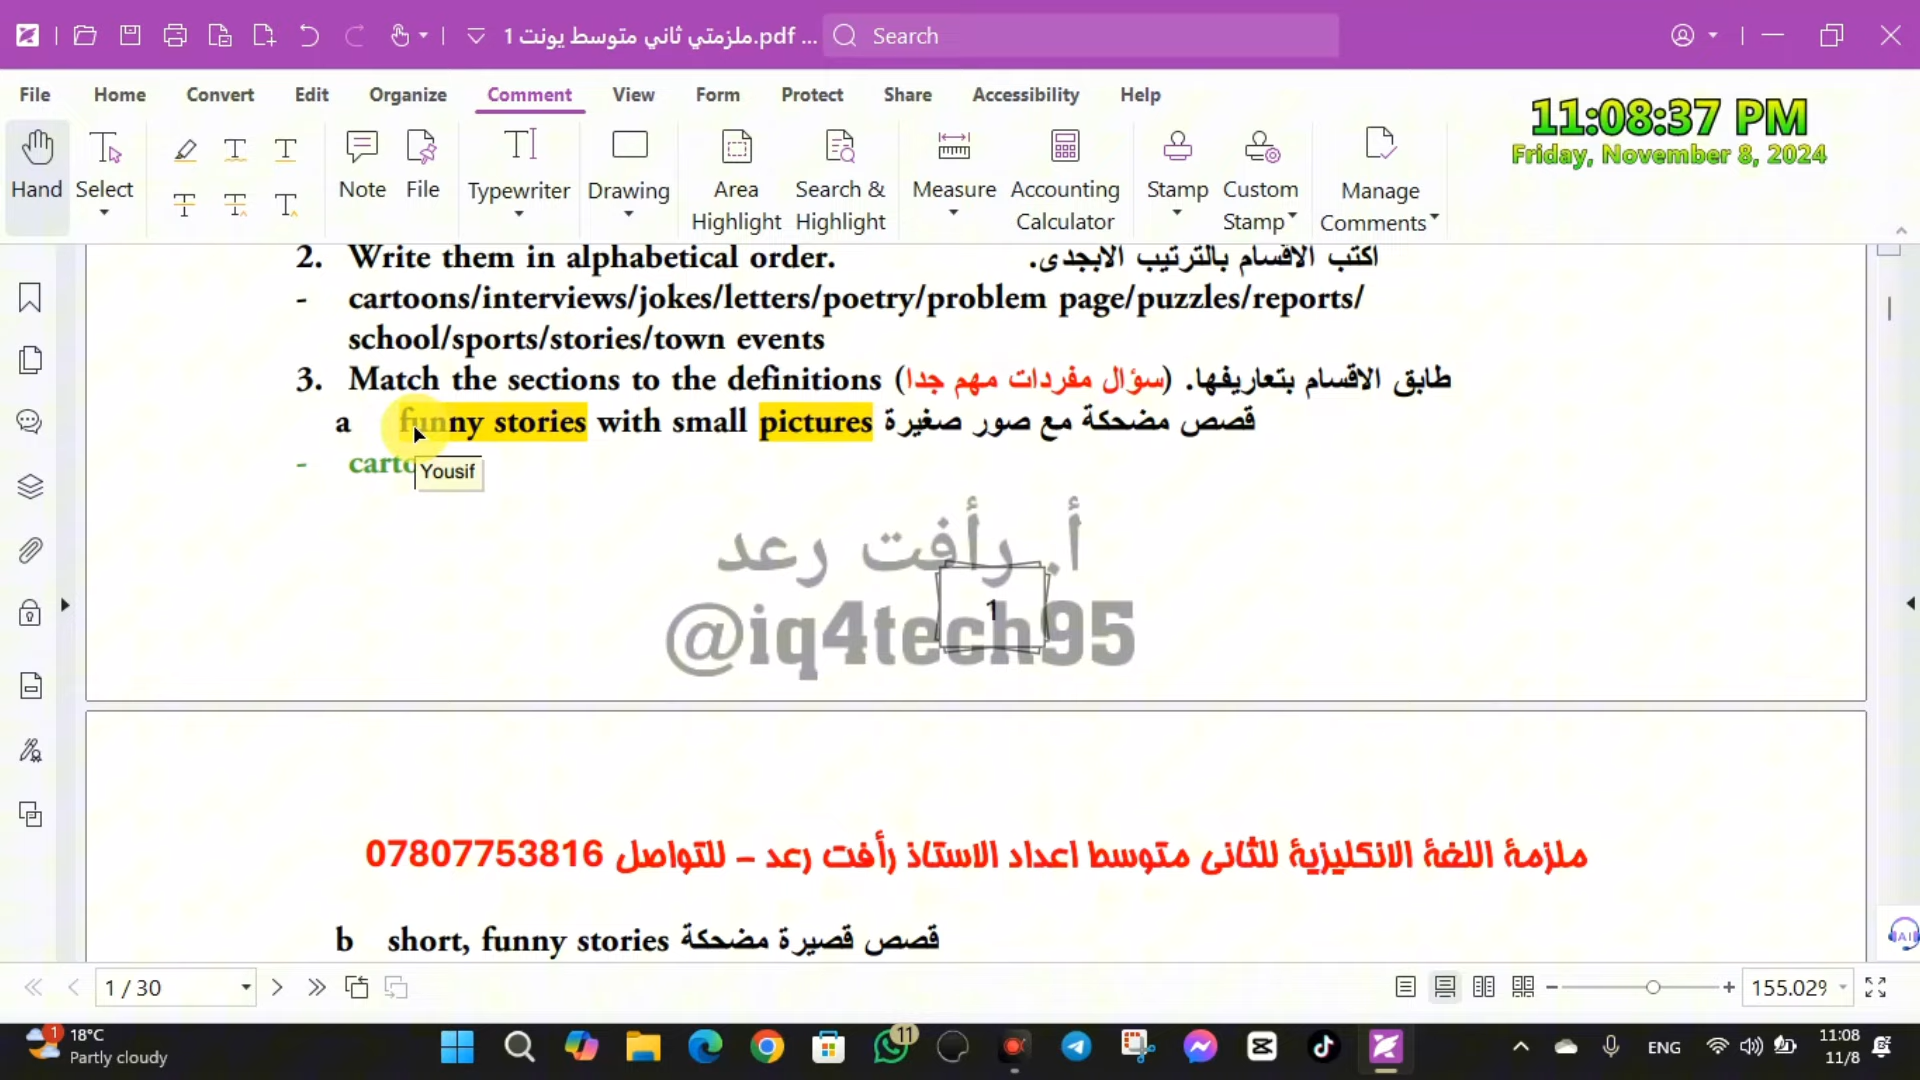 ملزمتي ثاني متوسط يونت 1.pdf ...
Search
File Home Convert Edit Organize Comment View Form Protect Share Accessibility Help
11:08:37 PM
Friday, November 8, 2024
Hand Select Note File Typewriter Drawing Area Highlight Search & Highlight Measure Accounting Calculator Stamp Custom Stamp Manage Comments
2. Write them in alphabetical order. اكتب الاقسام بالترتيب الابجدي.
- cartoons/interviews/jokes/letters/poetry/problem page/puzzles/reports/
school/sports/stories/town events
3. Match the sections to the definitions (سؤال مفردات مهم جدا) طابق الاقسام بتعاريفها.
a funny stories with small pictures قصص مضحكة مع صور صغيرة
- carto
Yousif
أ. رأفت رعد
1
@iq4tech95
ملزمة اللغة الانكليزية للثاني متوسط اعداد الاستاذ رأفت رعد – للتواصل 07807753816
b short, funny stories قصص قصيرة مضحكة
AI
1 / 30
155.029
1
18°C
Partly cloudy
11
ENG
11:08
11/8